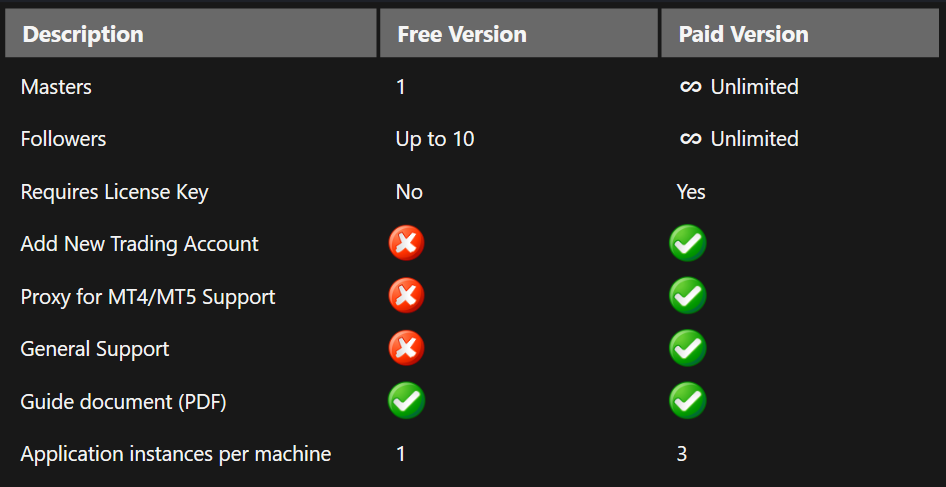 Description Free Version Paid Version
Masters 1 ∞ Unlimited
Followers Up to 10 ∞ Unlimited
Requires License Key No Yes
Add New Trading Account
Proxy for MT4/MT5 Support
General Support
Guide document (PDF)
Application instances per machine 1 3